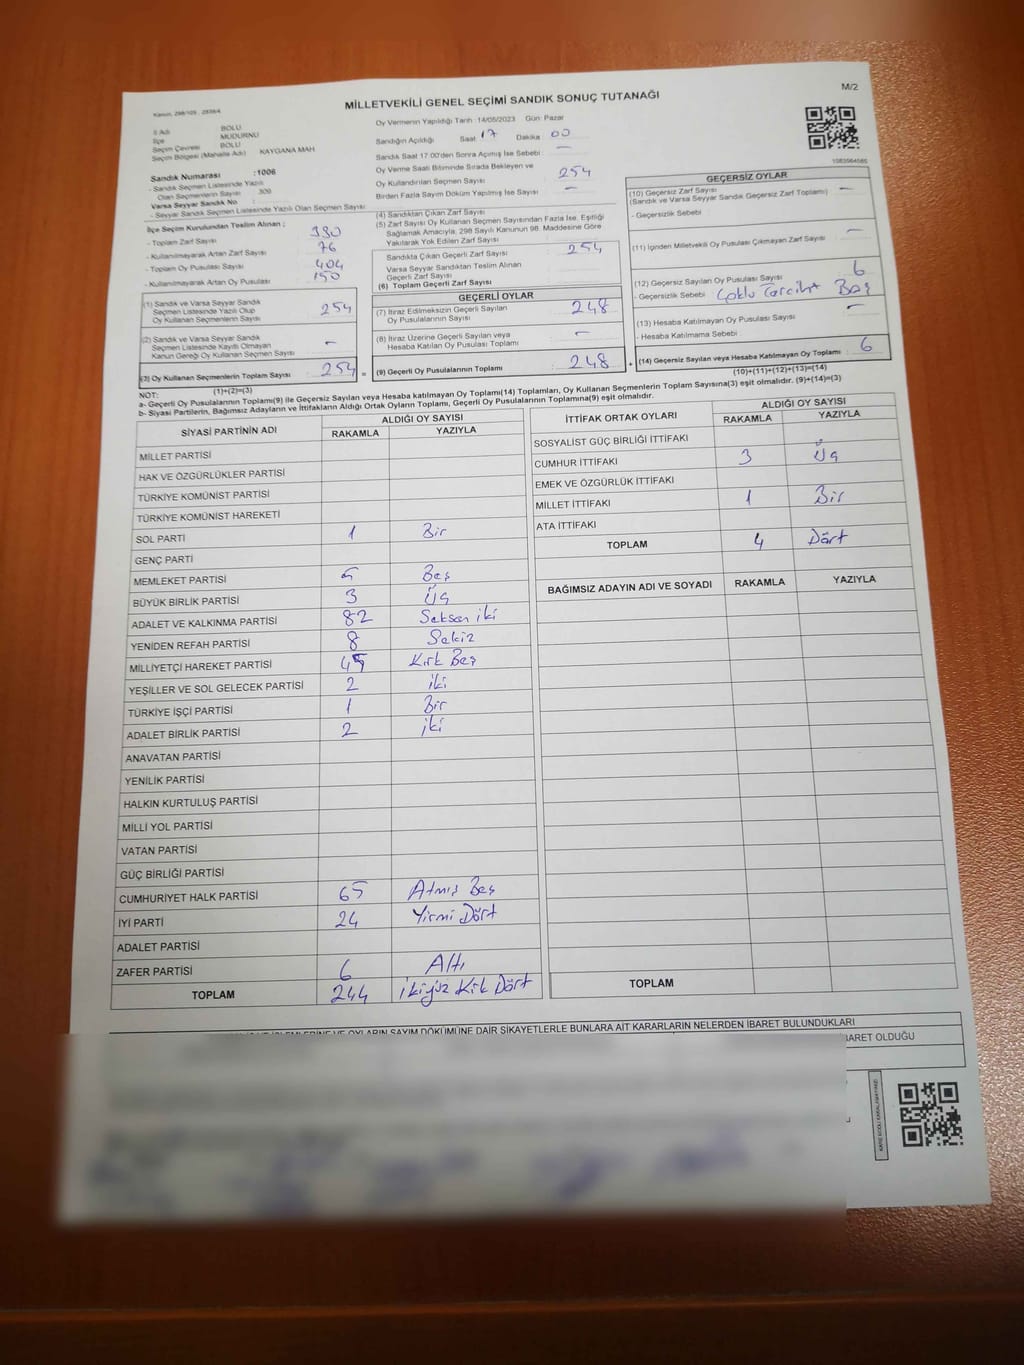 Kanun, 298/105 , 2839/4
MİLLETVEKİLİ GENEL SEÇİMİ SANDIK SONUÇ TUTANAĞI
M/2
İl Adı BOLU
İlçe MUDURNU
Seçim Çevresi BOLU
Seçim Bölgesi (Mahalle Adı) KAYGANA MAH
Sandık Numarası :1006
- Sandık Seçmen Listesinde Yazılı
Olan Seçmenlerin Sayısı 309
Varsa Seyyar Sandık No :
- Seyyar Sandık Seçmen Listesinde Yazılı Olan Seçmen Sayısı
İlçe Seçim Kurulundan Teslim Alınan ;
- Toplam Zarf Sayısı 330
- Kullanılmayarak Artan Zarf Sayısı 76
- Toplam Oy Pusulası Sayısı 404
- Kullanılmayarak Artan Oy Pusulası 150
(1) Sandık ve Varsa Seyyar Sandık
Seçmen Listesinde Yazılı Olup
Oy Kullanan Seçmenlerin Sayısı 254
(2) Sandık ve Varsa Seyyar Sandık
Seçmen Listesinde Kayıtlı Olmayan
Kanun Gereği Oy Kullanan Seçmen Sayısı -
(3) Oy Kullanan Seçmenlerin Toplam Sayısı 254 =
(1)+(2)=(3)
Oy Vermenin Yapıldığı Tarih : 14/05/2023 Gün: Pazar
Sandığın Açıldığı Saat 17 Dakika : 00
Sandık Saat 17:00'den Sonra Açılmış İse Sebebi : -
Oy Verme Saati Bitiminde Sırada Bekleyen ve
Oy Kullandırılan Seçmen Sayısı 254
Birden Fazla Sayım Döküm Yapılmış İse Sayısı -
(4) Sandıktan Çıkan Zarf Sayısı
(5) Zarf Sayısı Oy Kullanan Seçmen Sayısından Fazla İse, Eşitliği
Sağlamak Amacıyla, 298 Sayılı Kanunun 98. Maddesine Göre
Yakılarak Yok Edilen Zarf Sayısı
Sandıkta Çıkan Geçerli Zarf Sayısı 254
Varsa Seyyar Sandıktan Teslim Alınan
Geçerli Zarf Sayısı
(6) Toplam Geçerli Zarf Sayısı
GEÇERLİ OYLAR
(7) İtiraz Edilmeksizin Geçerli Sayılan
Oy Pusulalarının Sayısı 248
(8) İtiraz Üzerine Geçerli Sayılan veya
Hesaba Katılan Oy Pusulası Toplamı -
(9) Geçerli Oy Pusulalarının Toplamı 248 +
1083964585
GEÇERSİZ OYLAR
(10) Geçersiz Zarf Sayısı
(Sandık ve Varsa Seyyar Sandık Geçersiz Zarf Toplamı) -
- Geçersizlik Sebebi
(11) İçinden Milletvekili Oy Pusulası Çıkmayan Zarf Sayısı -
(12) Geçersiz Sayılan Oy Pusulası Sayısı 6
- Geçersizlik Sebebi Çoklu Tercih Boş
(13) Hesaba Katılmayan Oy Pusulası Sayısı -
- Hesaba Katılmama Sebebi
(14) Geçersiz Sayılan veya Hesaba Katılmayan Oy Toplamı 6
(10)+(11)+(12)+(13)=(14)
NOT:
a- Geçerli Oy Pusulalarının Toplamı(9) ile Geçersiz Sayılan veya Hesaba katılmayan Oy Toplamı(14) Toplamları, Oy Kullanan Seçmenlerin Toplam Sayısına(3) eşit olmalıdır. (9)+(14)=(3)
b- Siyasi Partilerin, Bağımsız Adayların ve İttifakların Aldığı Ortak Oyların Toplamı, Geçerli Oy Pusulalarının Toplamına(9) eşit olmalıdır.
SİYASİ PARTİNİN ADI ALDIĞI OY SAYISI
RAKAMLA YAZIYLA
MİLLET PARTİSİ
HAK VE ÖZGÜRLÜKLER PARTİSİ
TÜRKİYE KOMÜNİST PARTİSİ
TÜRKİYE KOMÜNİST HAREKETİ
SOL PARTİ 1 Bir
GENÇ PARTİ
MEMLEKET PARTİSİ 5 Beş
BÜYÜK BİRLİK PARTİSİ 3 Üç
ADALET VE KALKINMA PARTİSİ 82 Seksen iki
YENİDEN REFAH PARTİSİ 8 Sekiz
MİLLİYETÇİ HAREKET PARTİSİ 45 Kırk Beş
YEŞİLLER VE SOL GELECEK PARTİSİ 2 iki
TÜRKİYE İŞÇİ PARTİSİ 1 Bir
ADALET BİRLİK PARTİSİ 2 iki
ANAVATAN PARTİSİ
YENİLİK PARTİSİ
HALKIN KURTULUŞ PARTİSİ
MİLLİ YOL PARTİSİ
VATAN PARTİSİ
GÜÇ BİRLİĞİ PARTİSİ
CUMHURİYET HALK PARTİSİ 65 Atmış Beş
İYİ PARTİ 24 Yirmi Dört
ADALET PARTİSİ
ZAFER PARTİSİ 6 Altı
TOPLAM 244 ikiyüz Kırk Dört
İTTİFAK ORTAK OYLARI ALDIĞI OY SAYISI
RAKAMLA YAZIYLA
SOSYALİST GÜÇ BİRLİĞİ İTTİFAKI
CUMHUR İTTİFAKI 3 Üç
EMEK VE ÖZGÜRLÜK İTTİFAKI
MİLLET İTTİFAKI 1 Bir
ATA İTTİFAKI
TOPLAM 4 Dört
BAĞIMSIZ ADAYIN ADI VE SOYADI RAKAMLA YAZIYLA
TOPLAM
İŞLEMLERİNE VE OYLARIN SAYIM DÖKÜMÜNE DAİR ŞİKAYETLERLE BUNLARA AİT KARARLARIN NELERDEN İBARET BULUNDUKLARI
İBARET OLDUĞU